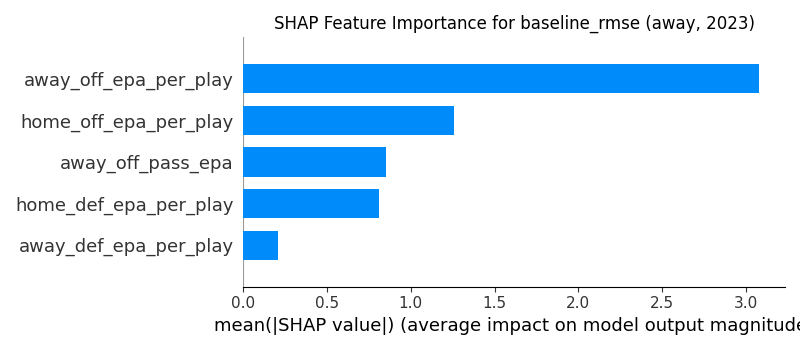 SHAP Feature Importance for baseline_rmse (away, 2023)
away_off_epa_per_play
home_off_epa_per_play
away_off_pass_epa
home_def_epa_per_play
away_def_epa_per_play
0.0 0.5 1.0 1.5 2.0 2.5 3.0
mean(|SHAP value|) (average impact on model output magnitude